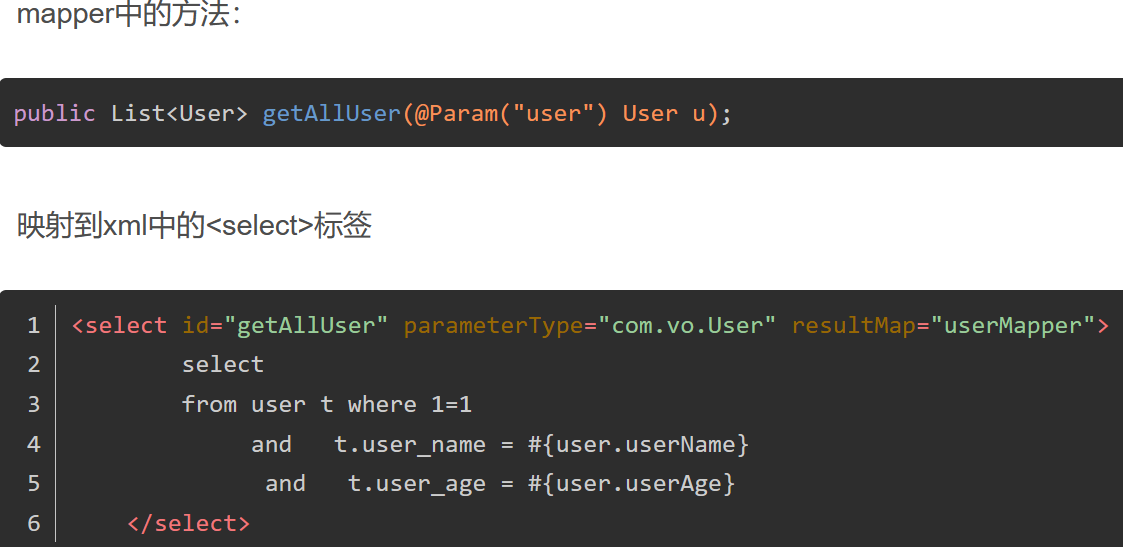 mapper中的方法：
public List<User> getAllUser(@Param("user") User u);
映射到xml中的<select>标签
1 <select id="getAllUser" parameterType="com.vo.User" resultMap="userMapper">
2 select
3 from user t where 1=1
4 and t.user_name = #{user.userName}
5 and t.user_age = #{user.userAge}
6 </select>